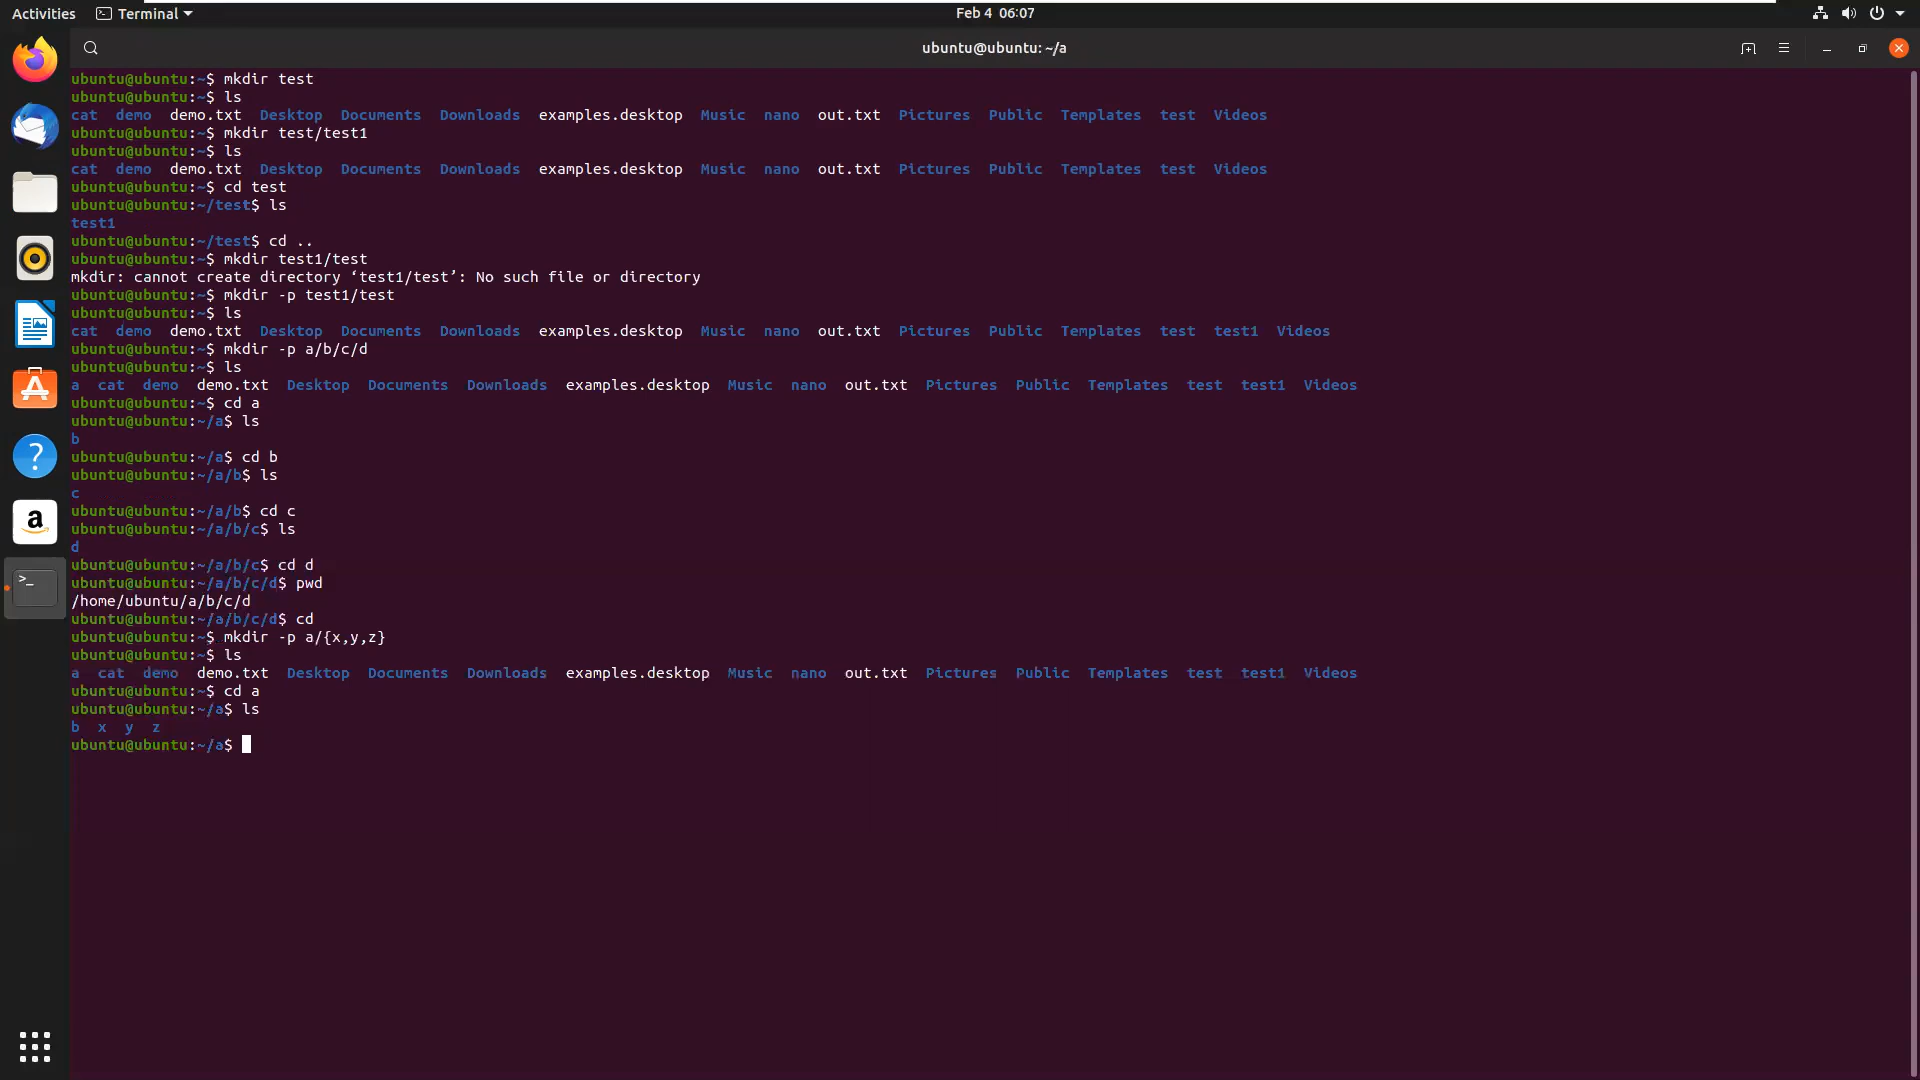 Activities Terminal Feb 4 06:07
ubuntu@ubuntu: ~/a
ubuntu@ubuntu:~$ mkdir test
ubuntu@ubuntu:~$ ls
cat demo demo.txt Desktop Documents Downloads examples.desktop Music nano out.txt Pictures Public Templates test Videos
ubuntu@ubuntu:~$ mkdir test/test1
ubuntu@ubuntu:~$ ls
cat demo demo.txt Desktop Documents Downloads examples.desktop Music nano out.txt Pictures Public Templates test Videos
ubuntu@ubuntu:~$ cd test
ubuntu@ubuntu:~/test$ ls
test1
ubuntu@ubuntu:~/test$ cd ..
ubuntu@ubuntu:~$ mkdir test1/test
mkdir: cannot create directory ‘test1/test’: No such file or directory
ubuntu@ubuntu:~$ mkdir -p test1/test
ubuntu@ubuntu:~$ ls
cat demo demo.txt Desktop Documents Downloads examples.desktop Music nano out.txt Pictures Public Templates test test1 Videos
ubuntu@ubuntu:~$ mkdir -p a/b/c/d
ubuntu@ubuntu:~$ ls
a cat demo demo.txt Desktop Documents Downloads examples.desktop Music nano out.txt Pictures Public Templates test test1 Videos
ubuntu@ubuntu:~$ cd a
ubuntu@ubuntu:~/a$ ls
b
ubuntu@ubuntu:~/a$ cd b
ubuntu@ubuntu:~/a/b$ ls
c
ubuntu@ubuntu:~/a/b$ cd c
ubuntu@ubuntu:~/a/b/c$ ls
d
ubuntu@ubuntu:~/a/b/c$ cd d
ubuntu@ubuntu:~/a/b/c/d$ pwd
/home/ubuntu/a/b/c/d
ubuntu@ubuntu:~/a/b/c/d$ cd
ubuntu@ubuntu:~$ mkdir -p a/{x,y,z}
ubuntu@ubuntu:~$ ls
a cat demo demo.txt Desktop Documents Downloads examples.desktop Music nano out.txt Pictures Public Templates test test1 Videos
ubuntu@ubuntu:~$ cd a
ubuntu@ubuntu:~/a$ ls
b x y z
ubuntu@ubuntu:~/a$